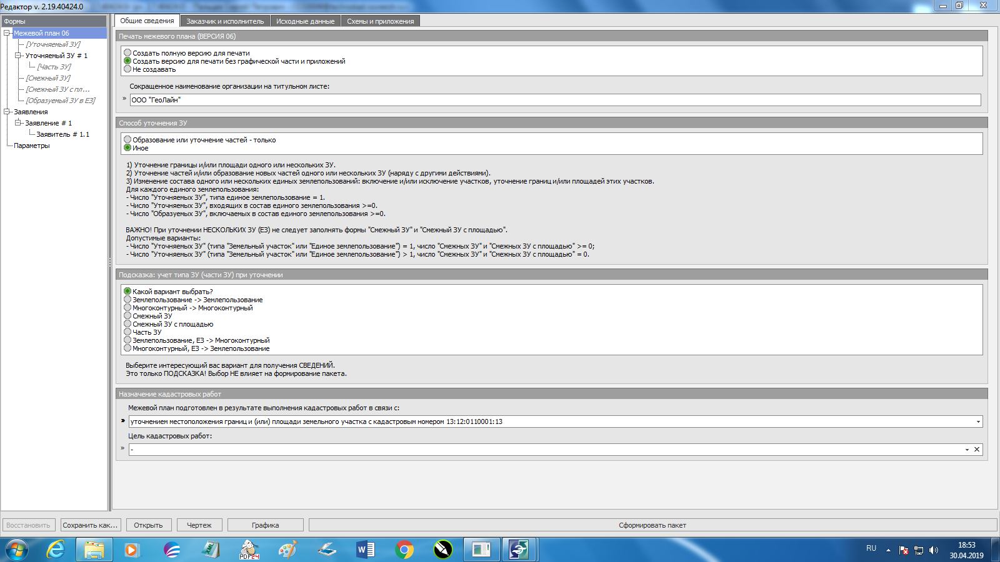 Редактор v. 2.19.40424.0
Формы
Межевой план 06
[Уточняемый ЗУ]
Уточняемый ЗУ # 1
[Часть ЗУ]
[Смежный ЗУ]
[Смежный ЗУ с пл...
[Образуемый ЗУ в ЕЗ]
Заявления
Заявление # 1
Заявитель # 1.1
Параметры
Общие сведения
Заказчик и исполнитель
Исходные данные
Схемы и приложения
Печать межевого плана (ВЕРСИЯ 06)
Создать полную версию для печати
Создать версию для печати без графической части и приложений
Не создавать
Сокращенное наименование организации на титульном листе:
» ООО "ГеоЛайн"
Способ уточнения ЗУ
Образование или уточнение частей - только
Иное
1) Уточнение границы и/или площади одного или нескольких ЗУ.
2) Уточнение частей и/или образование новых частей одного или нескольких ЗУ (наряду с другими действиями).
3) Изменение состава одного или нескольких единых землепользований: включение и/или исключение участков, уточнение границ и/или площадей этих участков.
Для каждого единого землепользования:
- Число "Уточняемых ЗУ", типа единое землепользование = 1.
- Число "Уточняемых ЗУ", входящих в состав единого землепользования >=0.
- Число "Образуемых ЗУ", включаемых в состав единого землепользования >=0.
ВАЖНО! При уточнении НЕСКОЛЬКИХ ЗУ (ЕЗ) не следует заполнять формы "Смежный ЗУ" и "Смежный ЗУ с площадью".
Допустимые варианты:
- Число "Уточняемых ЗУ" (типа "Земельный участок" или "Единое землепользование") = 1, число "Смежных ЗУ" и "Смежных ЗУ с площадью" >= 0;
- Число "Уточняемых ЗУ" (типа "Земельный участок" или "Единое землепользование") > 1, число "Смежных ЗУ" и "Смежных ЗУ с площадью" = 0.
Подсказка: учет типа ЗУ (части ЗУ) при уточнении
Какой вариант выбрать?
Землепользование -> Землепользование
Многоконтурный -> Многоконтурный
Смежный ЗУ
Смежный ЗУ с площадью
Часть ЗУ
Землепользование, ЕЗ -> Многоконтурный
Многоконтурный, ЕЗ -> Землепользование
Выберите интересующий вас вариант для получения СВЕДЕНИЙ.
Это только ПОДСКАЗКА! Выбор НЕ влияет на формирование пакета.
Назначение кадастровых работ
Межевой план подготовлен в результате выполнения кадастровых работ в связи с:
» уточнением местоположения границ и (или) площади земельного участка с кадастровым номером 13:12:0110001:13
Цель кадастровых работ:
» -
Восстановить
Сохранить как...
Открыть
Чертеж
Графика
Сформировать пакет
PDF24
RU
18:53
30.04.2019